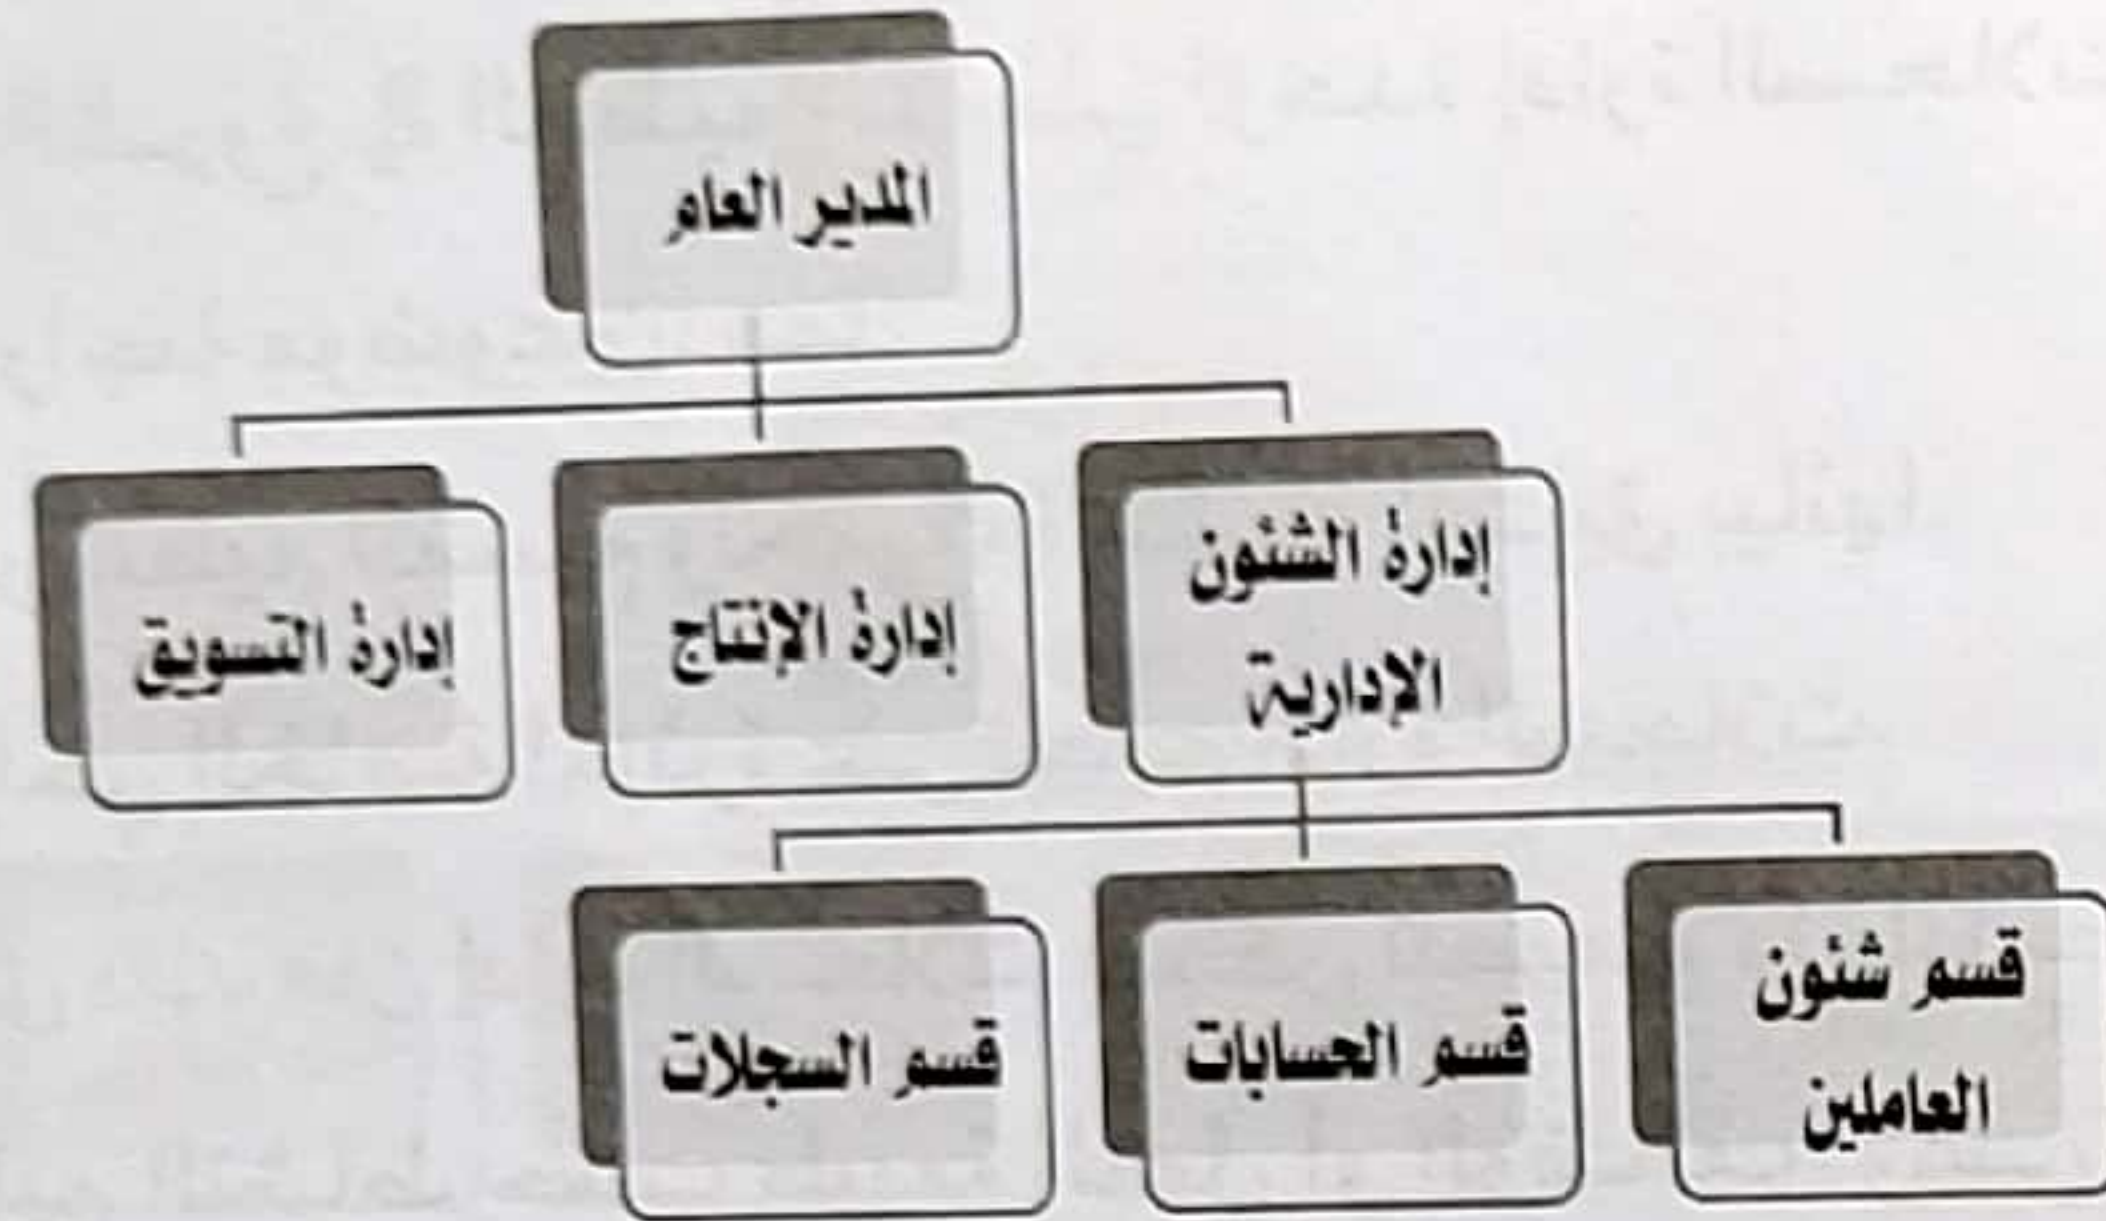 المدير العام
إدارة الشئون
الإدارية
إدارة الإنتاج
إدارة التسويق
قسم شئون
العاملين
قسم الحسابات
قسم السجلات